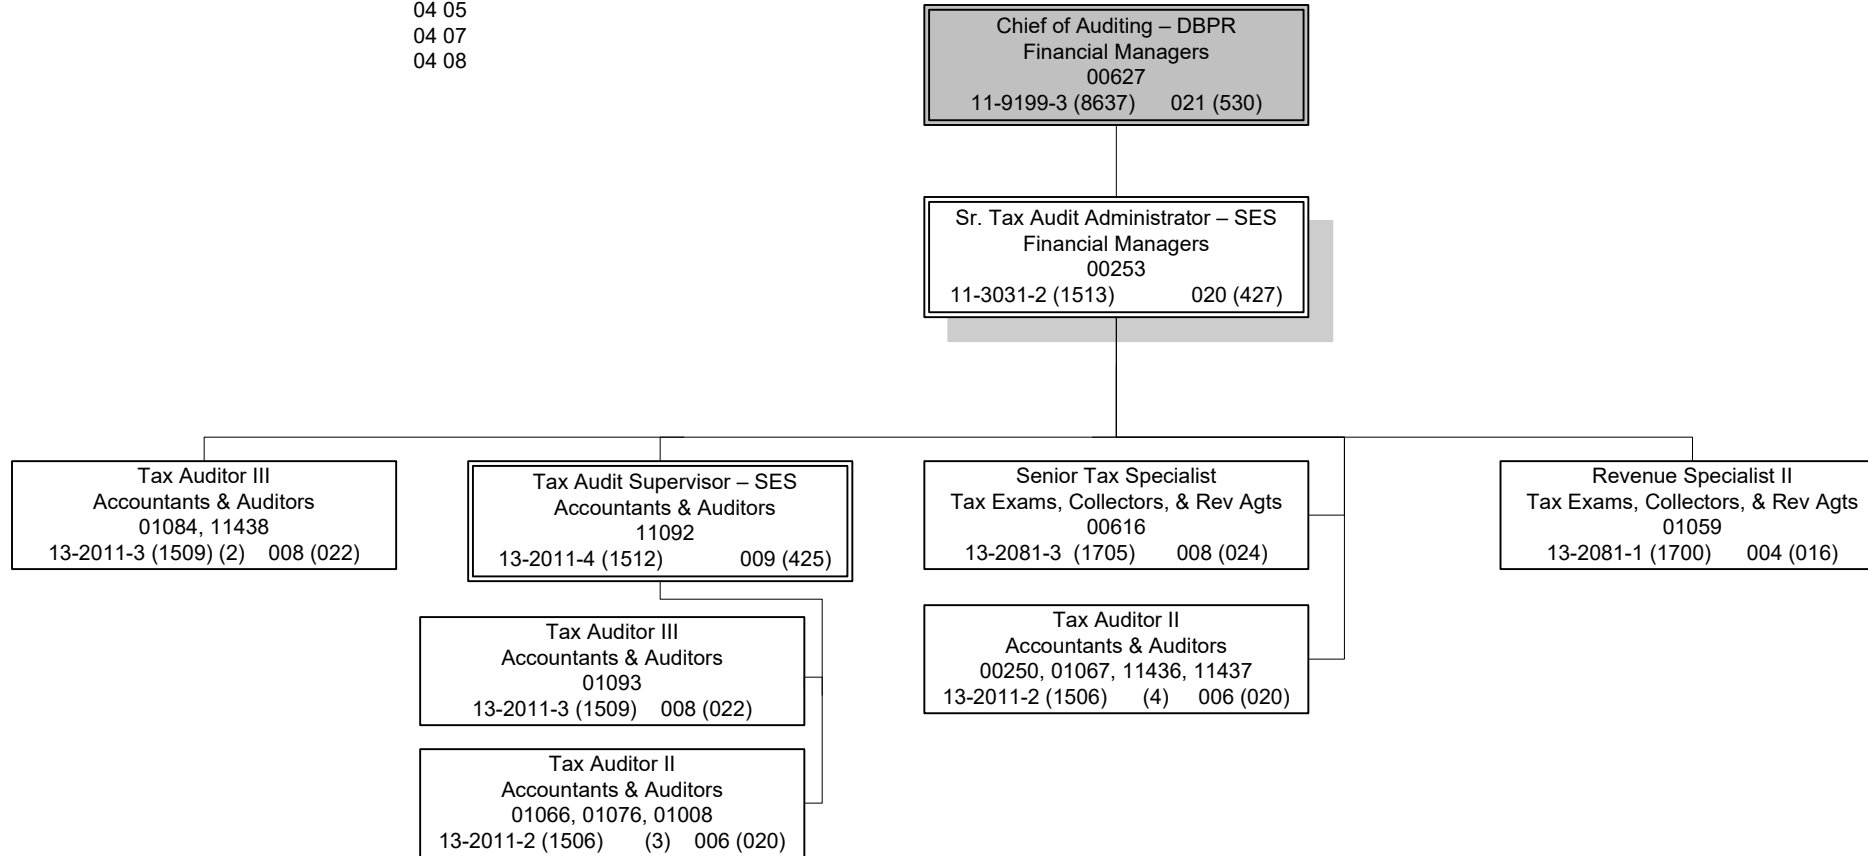 04 05
04 07
04 08
Chief of Auditing – DBPR
Financial Managers
00627
11-9199-3 (8637) 021 (530)
Sr. Tax Audit Administrator – SES
Financial Managers
00253
11-3031-2 (1513) 020 (427)
Tax Auditor III
Accountants & Auditors
01084, 11438
13-2011-3 (1509) (2) 008 (022)
Tax Audit Supervisor – SES
Accountants & Auditors
11092
13-2011-4 (1512) 009 (425)
Tax Auditor III
Accountants & Auditors
01093
13-2011-3 (1509) 008 (022)
Tax Auditor II
Accountants & Auditors
01066, 01076, 01008
13-2011-2 (1506) (3) 006 (020)
Senior Tax Specialist
Tax Exams, Collectors, & Rev Agts
00616
13-2081-3 (1705) 008 (024)
Tax Auditor II
Accountants & Auditors
00250, 01067, 11436, 11437
13-2011-2 (1506) (4) 006 (020)
Revenue Specialist II
Tax Exams, Collectors, & Rev Agts
01059
13-2081-1 (1700) 004 (016)